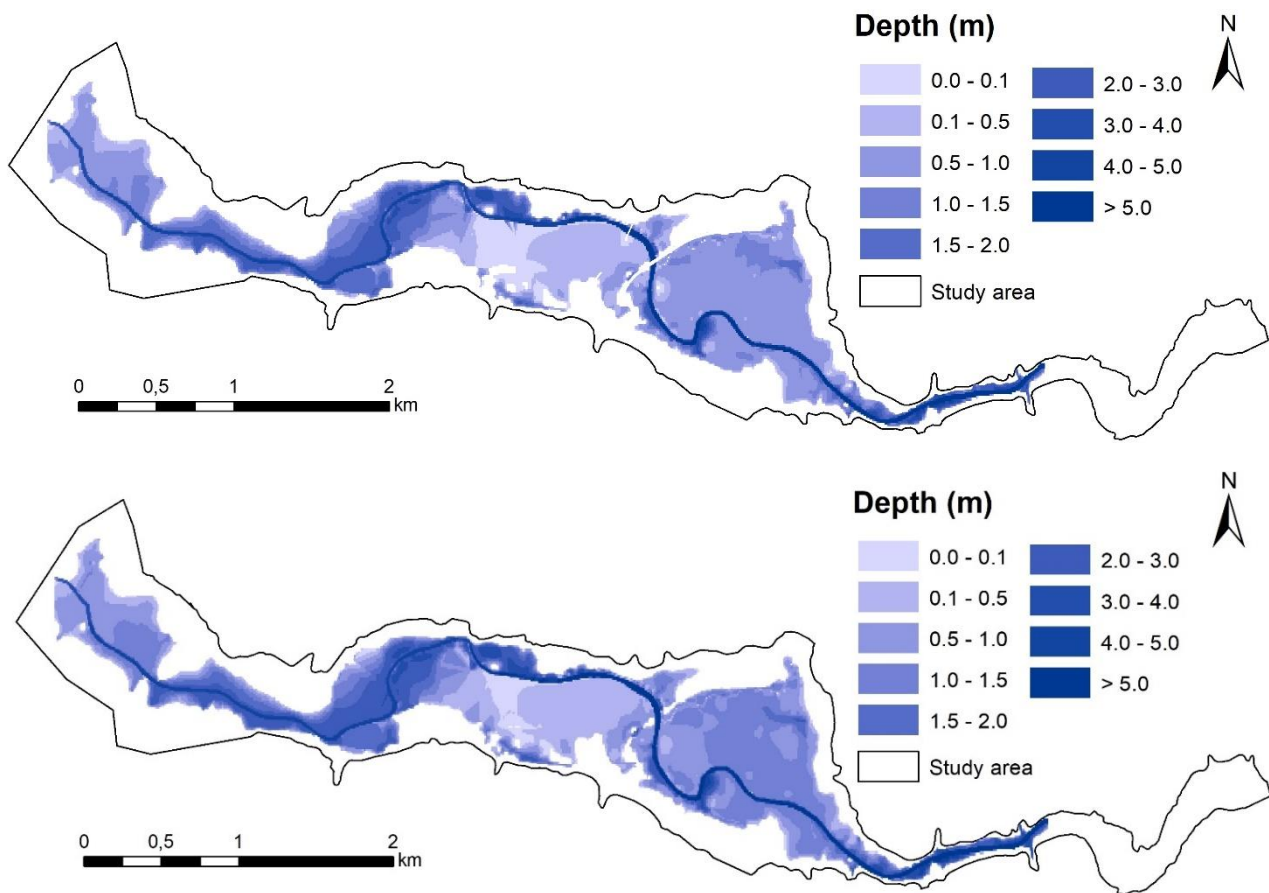 Depth (m)
N
0.0 - 0.1
0.1 - 0.5
0.5 - 1.0
1.0 - 1.5
1.5 - 2.0
2.0 - 3.0
3.0 - 4.0
4.0 - 5.0
> 5.0
Study area
0 0,5 1 2
km
Depth (m)
N
0.0 - 0.1
0.1 - 0.5
0.5 - 1.0
1.0 - 1.5
1.5 - 2.0
2.0 - 3.0
3.0 - 4.0
4.0 - 5.0
> 5.0
Study area
0 0,5 1 2
km